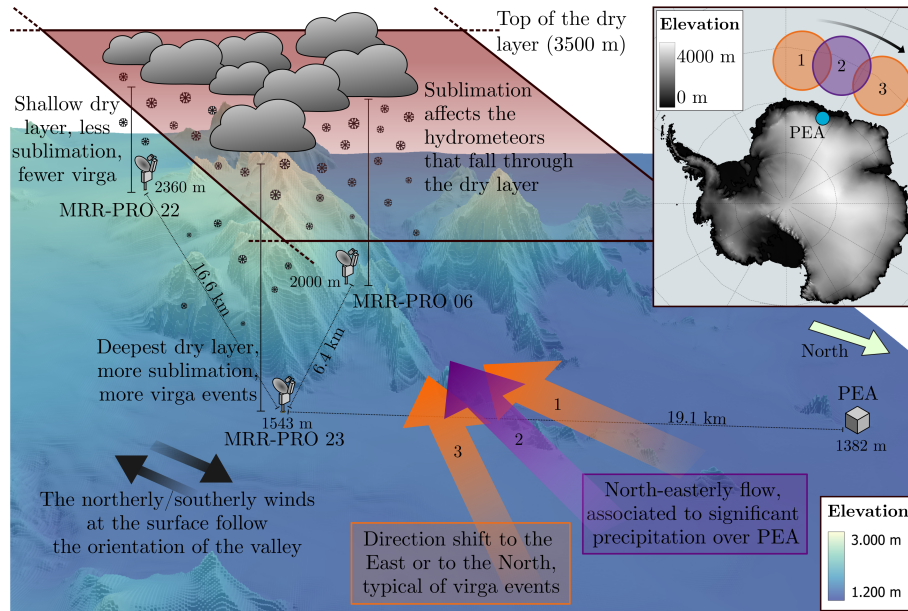 Top of the dry
layer (3500 m)
Elevation
4000 m
0 m
1
2
3
PEA
Shallow dry
layer, less
sublimation,
fewer virga
2360 m
MRR-PRO 22
Sublimation
affects the
hydrometeors
that fall through
the dry layer
2000 m
MRR-PRO 06
16.6 km
6.4 km
North
Deepest dry layer,
more sublimation,
more virga events
1543 m
MRR-PRO 23
19.1 km
PEA
1382 m
1
2
3
The northerly/southerly winds
at the surface follow
the orientation of the valley
Direction shift to the
East or to the North,
typical of virga events
North-easterly flow,
associated to significant
precipitation over PEA
Elevation
3.000 m
1.200 m